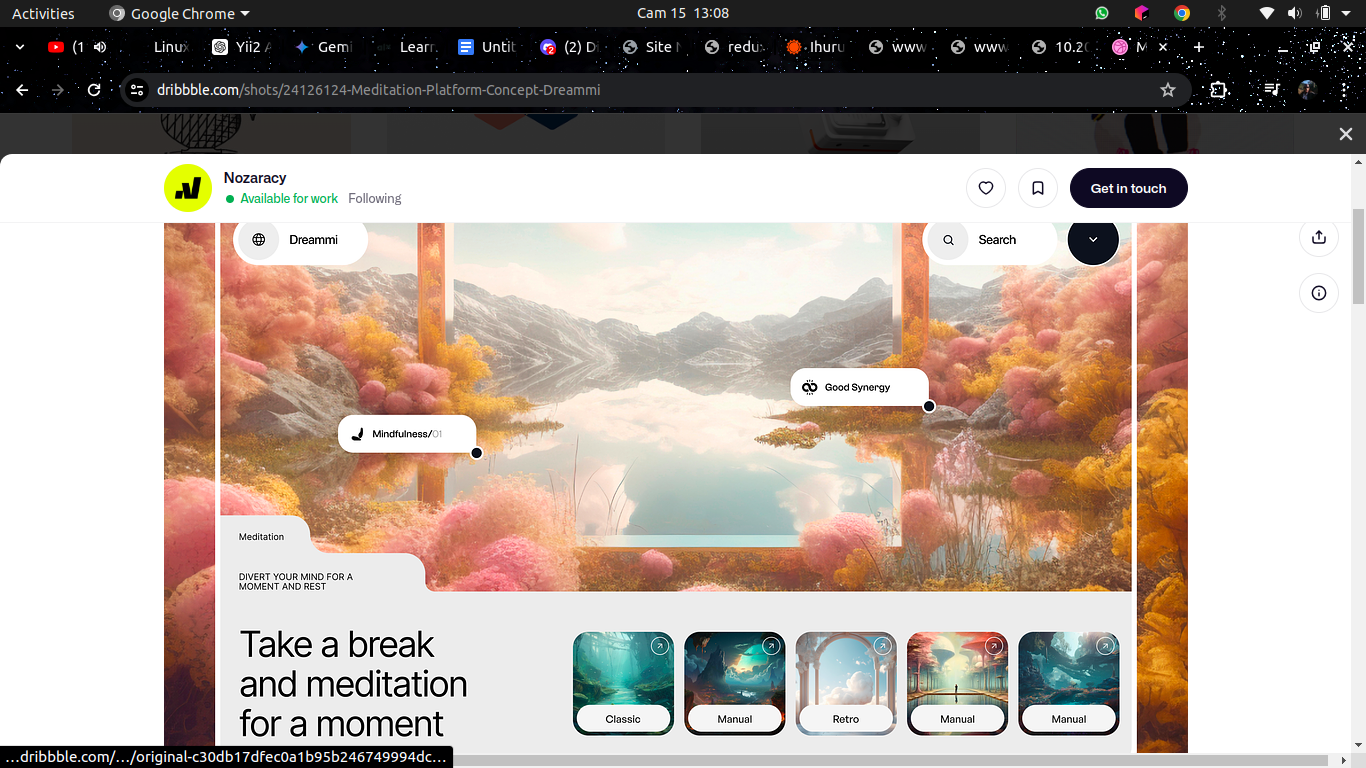 Activities
Google Chrome
Cam 15 13:08
(1
Linux
Yii2
Gemi
Lear
Untit
(2) D
Site
redu
Ihuru
www
www
10.20
M
dribbble.com/shots/24126124-Meditation-Platform-Concept-Dreammi
Nozaracy
Available for work
Following
Get in touch
Dreammi
Search
Good Synergy
Mindfulness/01
Meditation
DIVERT YOUR MIND FOR A
MOMENT AND REST
Take a break
and meditation
for a moment
Classic
Manual
Retro
Manual
Manual
...dribbble.com/.../original-c30db17dfec0a1b95b246749994dc...